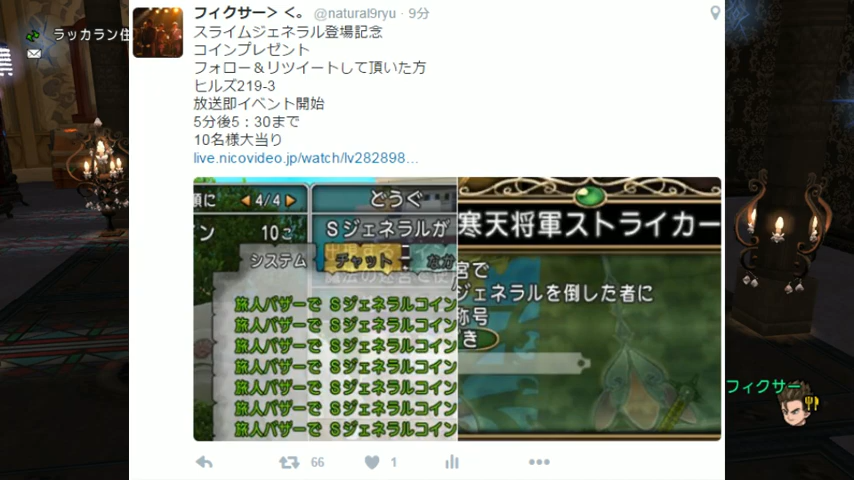 ラッカラン住
フィクサー＞＜。 @natural9ryu · 9分
スライムジェネラル登場記念
コインプレゼント
フォロー＆リツイートして頂いた方
ヒルズ219-3
放送即イベント開始
5分後5：30まで
10名様大当り
live.nicovideo.jp/watch/lv282898...
に 4/4
どうぐ
ン 10こ
Sジェネラルが
システム チャット なか
旅人バザーで Sジェネラルコイン
旅人バザーで Sジェネラルコイン
旅人バザーで Sジェネラルコイン
旅人バザーで Sジェネラルコイン
旅人バザーで Sジェネラルコイン
旅人バザーで Sジェネラルコイン
旅人バザーで Sジェネラルコイン
寒天将軍ストライカー
宮で
ジェネラルを倒した者に
称号
き
66 1
フィクサー